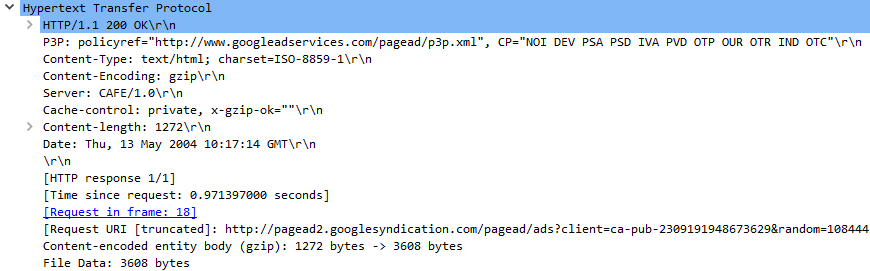 Hypertext Transfer Protocol
HTTP/1.1 200 OK\r\n
P3P: policyref="http://www.googleadservices.com/pagead/p3p.xml", CP="NOI DEV PSA PSD IVA PVD OTP OUR OTR IND OTC"\r\n
Content-Type: text/html; charset=ISO-8859-1\r\n
Content-Encoding: gzip\r\n
Server: CAFE/1.0\r\n
Cache-control: private, x-gzip-ok=""\r\n
Content-length: 1272\r\n
Date: Thu, 13 May 2004 10:17:14 GMT\r\n
\r\n
[HTTP response 1/1]
[Time since request: 0.971397000 seconds]
[Request in frame: 18]
[Request URI [truncated]: http://pagead2.googlesyndication.com/pagead/ads?client=ca-pub-2309191948673629&random=108444
Content-encoded entity body (gzip): 1272 bytes -> 3608 bytes
File Data: 3608 bytes